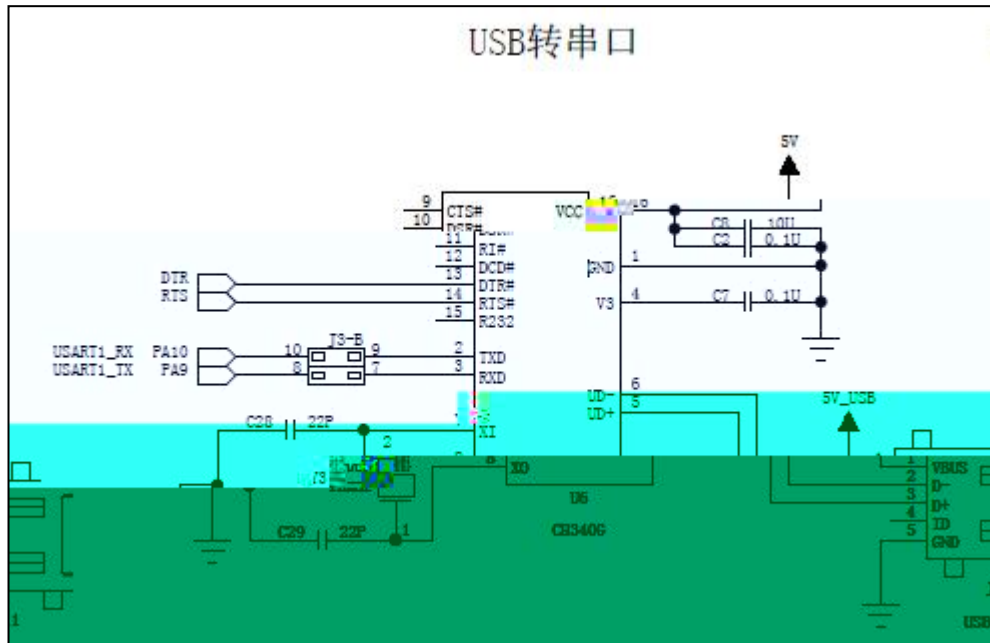 USB转串口
5V
9 CTS# VCC
10 DSR# C8 10U
11 RI# C2 0.1U
12 DCD# GND 1
DTR 13 DTR#
RTS 14 RTS# V3 4 C7 0.1U
15 R232
J3-B
USART1_RX PA10 10 9 2 TXD
USART1_TX PA9 8 7 3 RXD
UD- 6
UD+ 5 5V_USB
C28 22P XI
2
8 XO 1 VBUS
U6 2 D-
3 D+
C29 22P 1 CH340G 4 ID
5 GND
1 USB